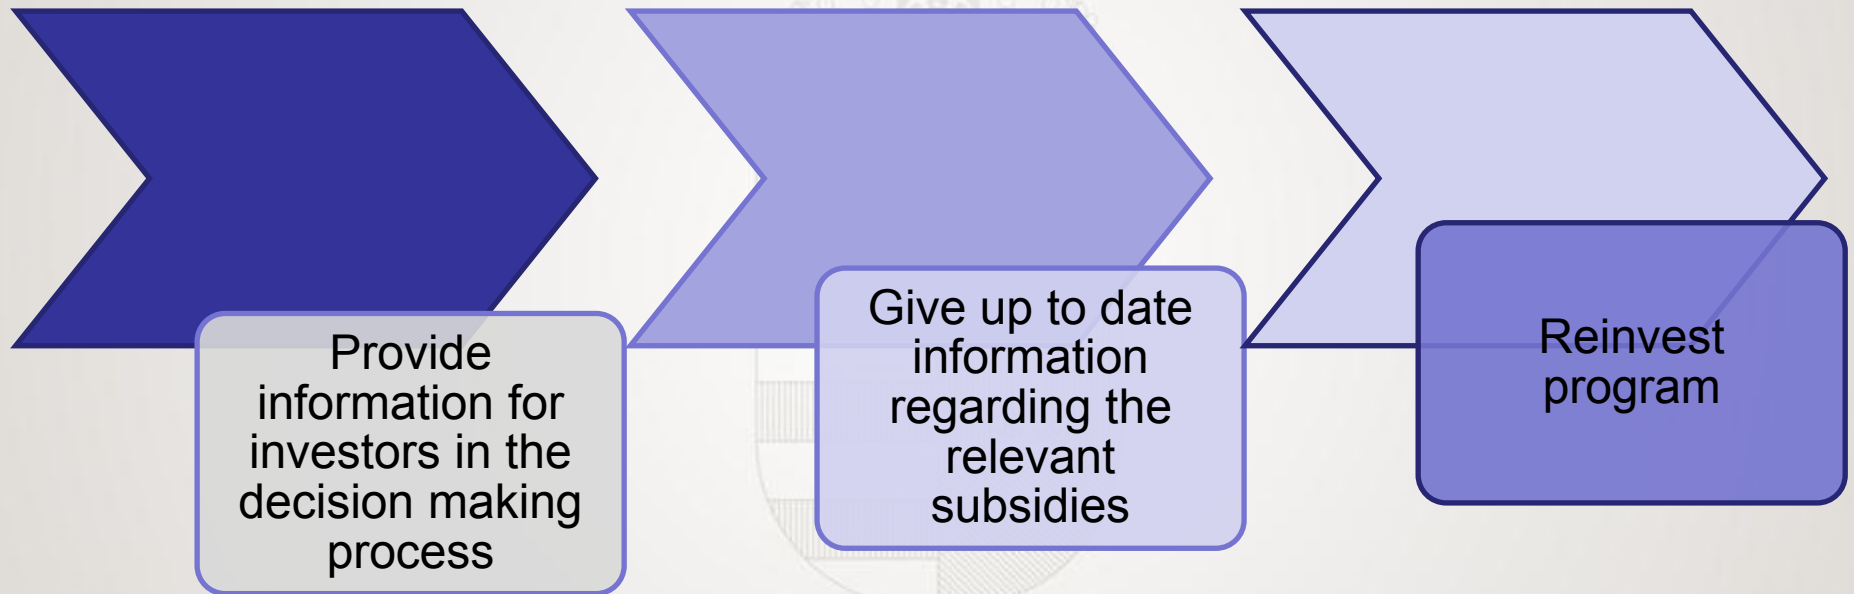 Provide
information for
investors in the
decision making
process
Give up to date
information
regarding the
relevant
subsidies
Reinvest
program